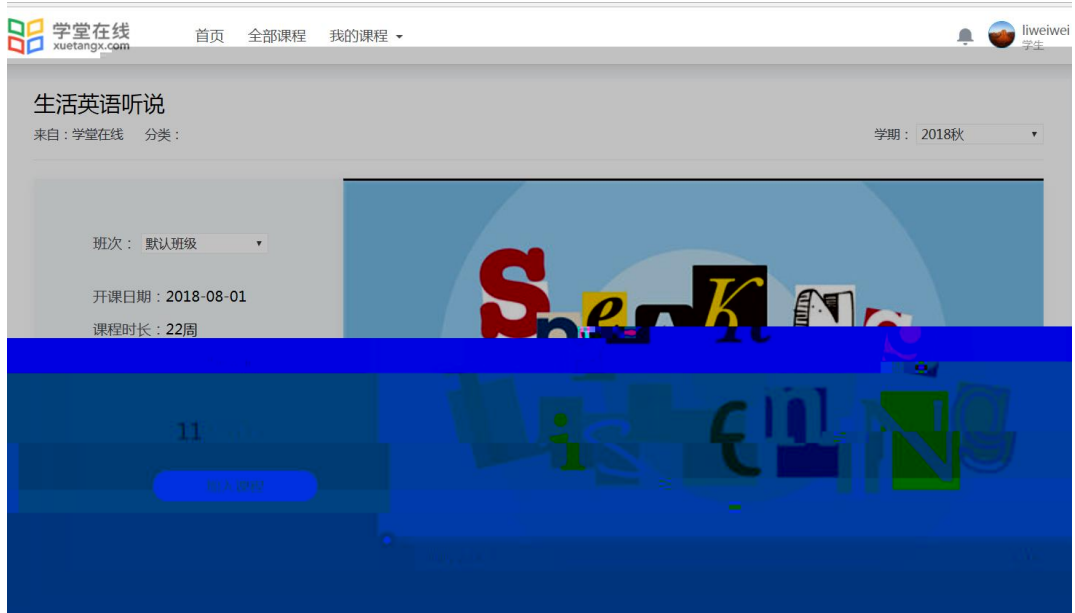 学堂在线
xuetangx.com
首页 全部课程 我的课程
liweiwei
学生
生活英语听说
来自：学堂在线 分类：
学期： 2018秋
班次： 默认班级
开课日期：2018-08-01
课程时长：22周
SPEAKING
11
LISTENING